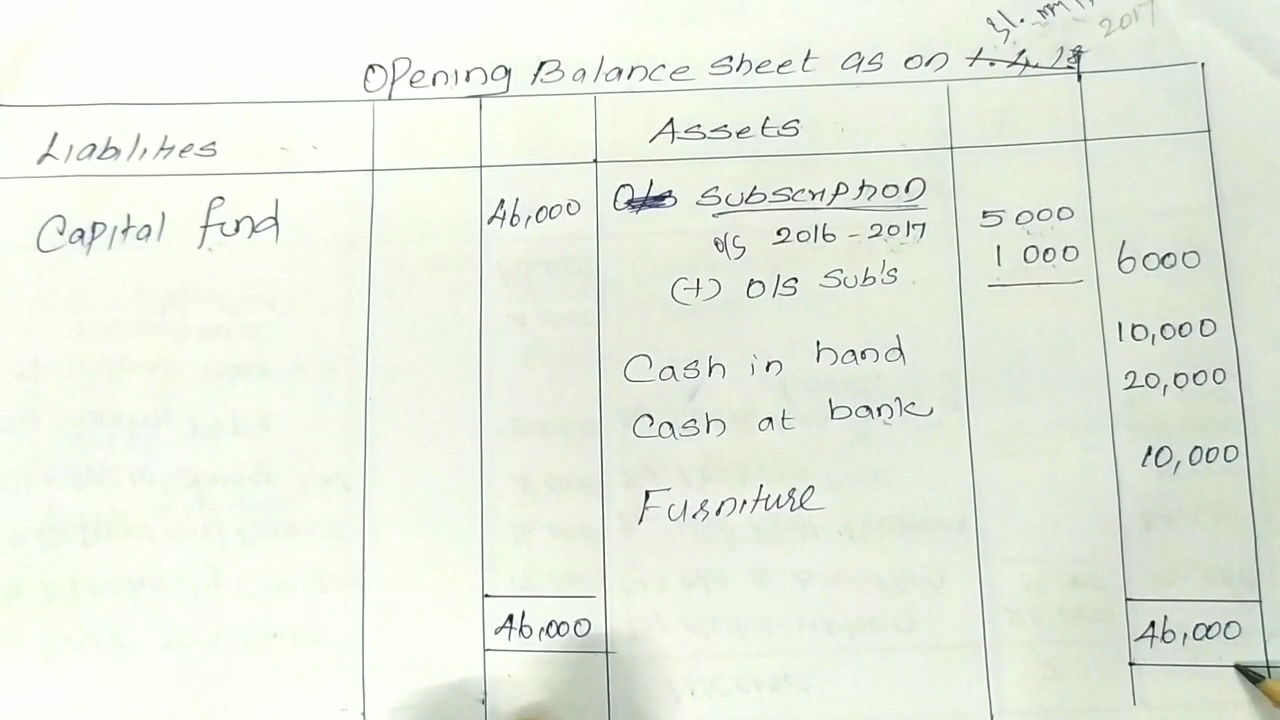 31. 2017
Opening Balance Sheet as on 1.4.18
Liabilities Assets
Capital fund 46,000 O/s Subscription
o/s 2016-2017 5000
(+) O/S Sub's 1000 6000
Cash in hand 10,000
Cash at bank 20,000
Furniture 10,000
46,000 46,000